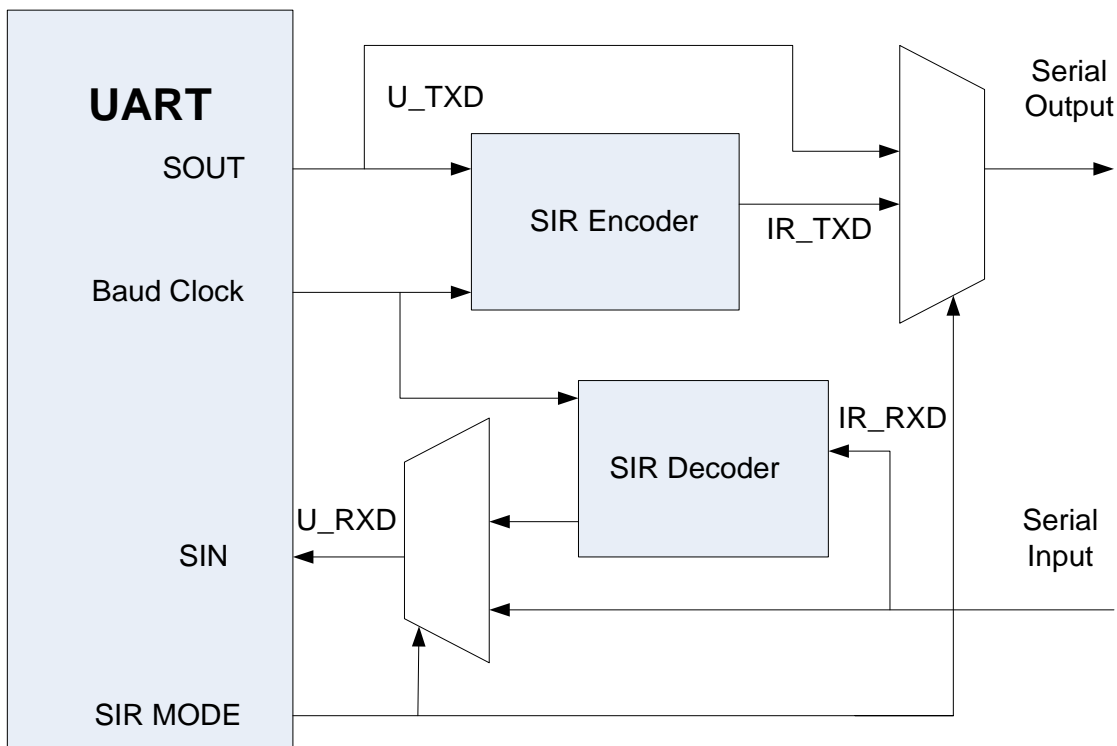 UART
SOUT
U_TXD
Baud Clock
SIR Encoder
IR_TXD
Serial
Output
SIR Decoder
IR_RXD
U_RXD
SIN
Serial
Input
SIR MODE